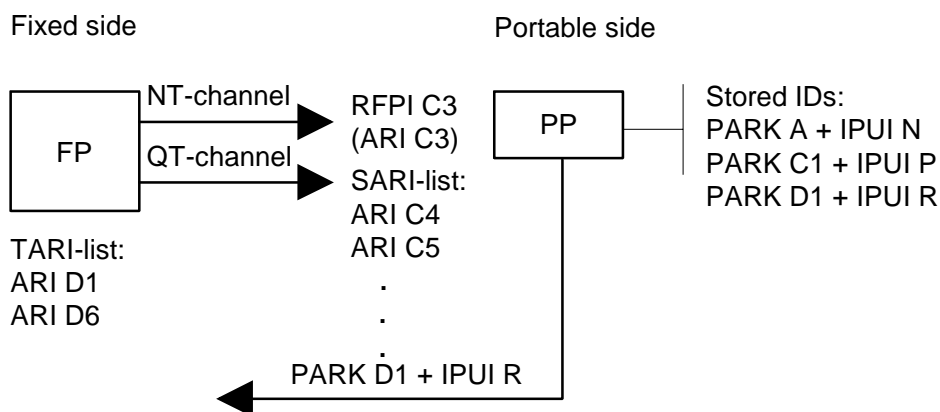 Fixed side
Portable side
FP
NT-channel
QT-channel
RFPI C3
(ARI C3)
SARI-list:
ARI C4
ARI C5
.
.
.
TARI-list:
ARI D1
ARI D6
PP
Stored IDs:
PARK A + IPUI N
PARK C1 + IPUI P
PARK D1 + IPUI R
PARK D1 + IPUI R